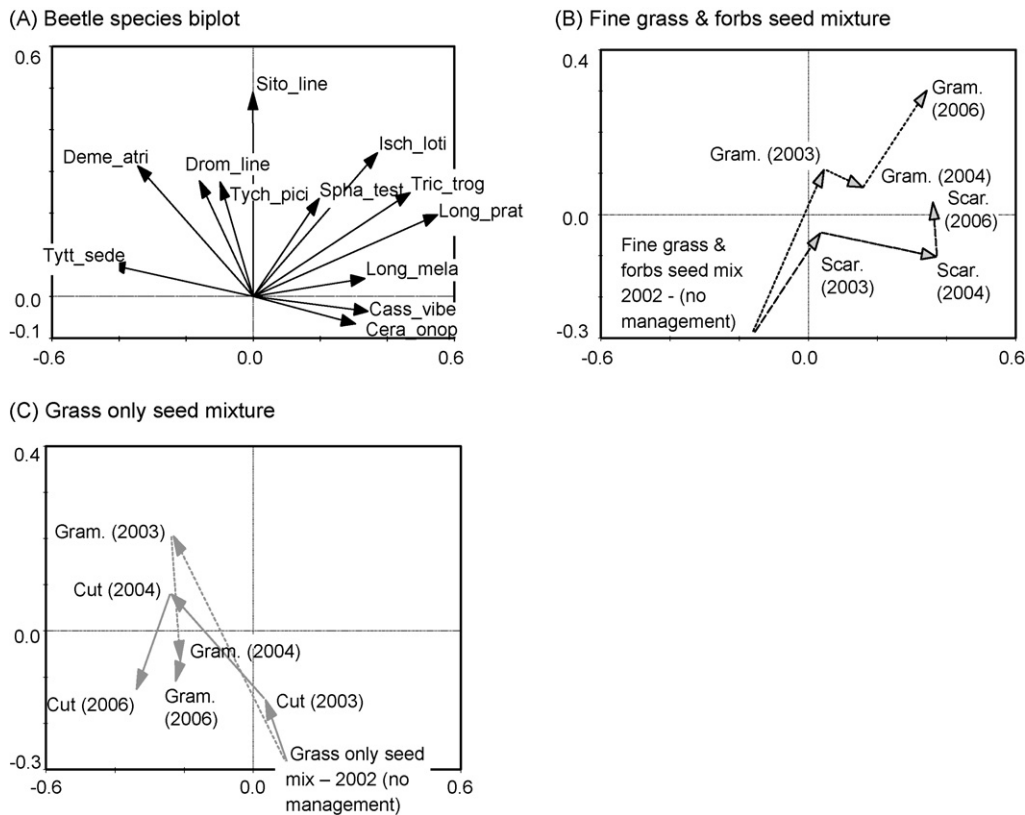 (A) Beetle species biplot
0.6
Sito_line
Isch_loti
Deme_atri
Drom_line
Tych_pici
Spha_test
Tric_trog
Long_prat
Tytt_sede
Long_mela
0.0
Cass_vibe
-0.1
Cera_onop
-0.6
0.0
0.6
(B) Fine grass & forbs seed mixture
0.4
Gram.
(2006)
Gram. (2003)
Gram. (2004)
Scar.
(2006)
0.0
Fine grass &
forbs seed mix
2002 - (no
management)
Scar.
(2003)
Scar.
(2004)
-0.3
-0.6
0.0
0.6
(C) Grass only seed mixture
0.4
Gram. (2003)
Cut (2004)
0.0
Gram. (2004)
Cut (2006)
Gram.
(2006)
Cut (2003)
Grass only seed
mix – 2002 (no
management)
-0.3
-0.6
0.0
0.6